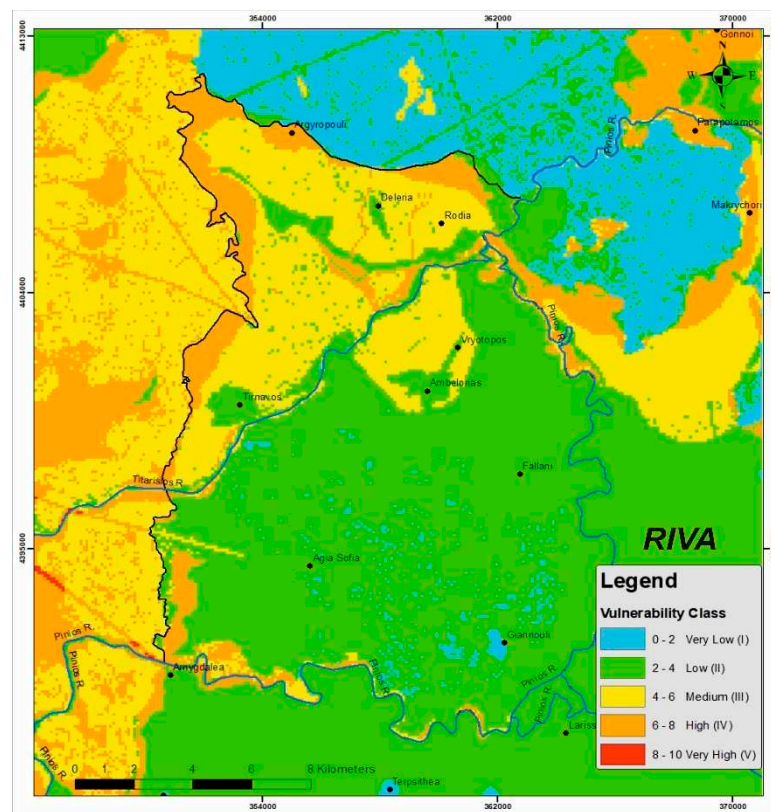 354000 362000 370000
4413000
Gonnoi
N
W E
S
Argyropouli
Parapotamos
Pinios R.
Deleria
Makrychori
Rodia
4404000
Pinios R.
Vryotopos
Ambelonas
Tirnavos
Fallani
Titarisios R.
RIVA
4395000
Agia Sofia
Legend
Vulnerability Class
0 - 2 Very Low (I)
2 - 4 Low (II)
4 - 6 Medium (III)
6 - 8 High (IV)
8 - 10 Very High (V)
Giannouli
Pinios R.
Pinios R.
Amygdalea
Pinios R.
Pinios R.
Pinios R.
Lariss
Pinios R.
0 2 4 8 Kilometers
Terpsithea
354000 362000 370000